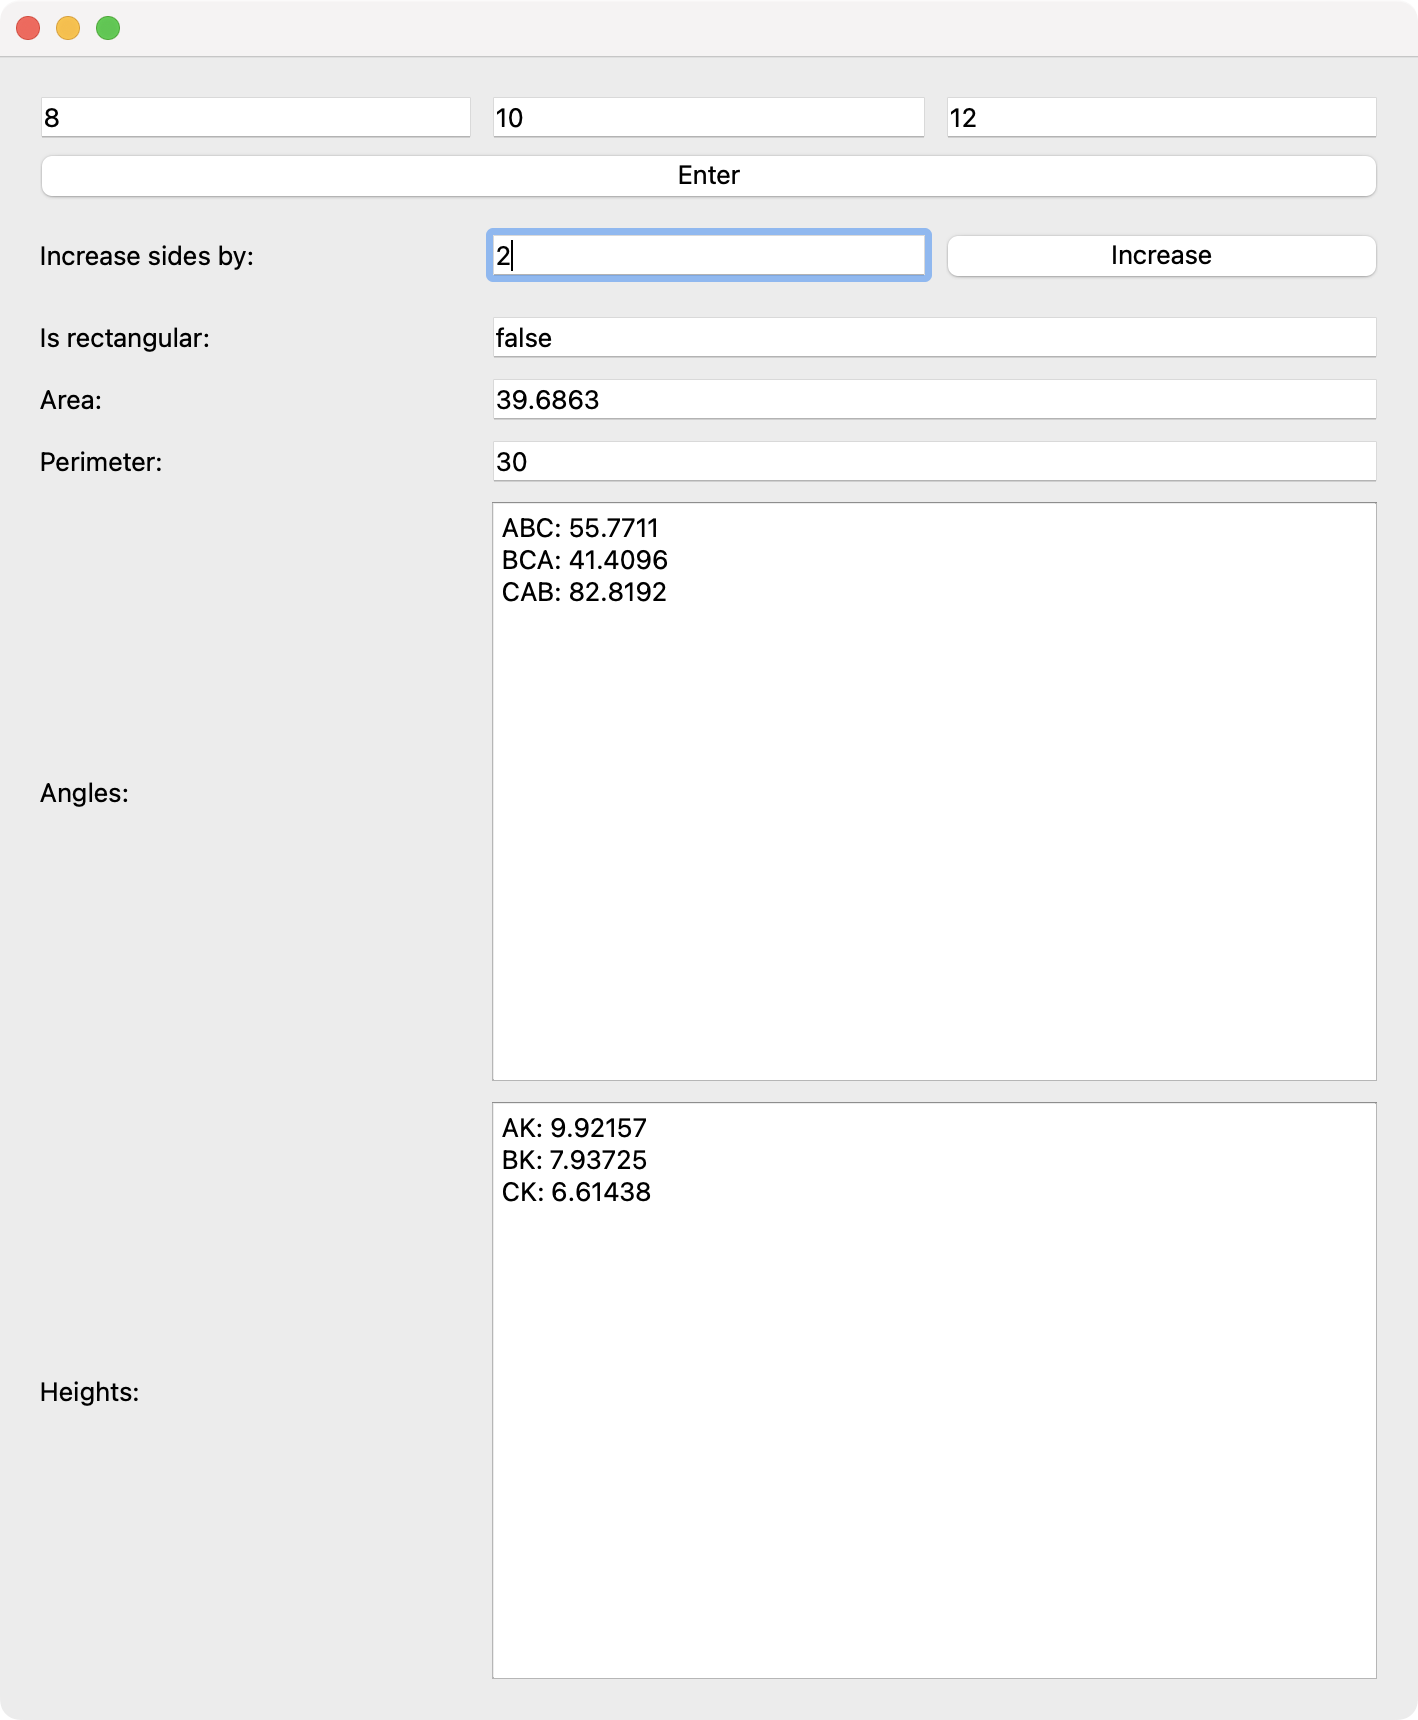 8 10 12
Enter
Increase sides by: 2 Increase
Is rectangular: false
Area: 39.6863
Perimeter: 30
Angles:
ABC: 55.7711
BCA: 41.4096
CAB: 82.8192
Heights:
AK: 9.92157
BK: 7.93725
CK: 6.61438